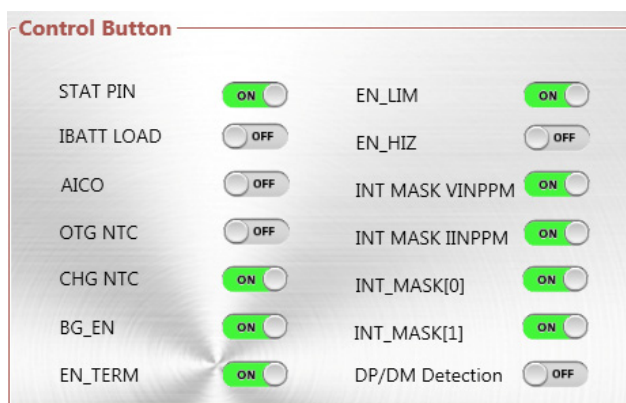 Control Button
STAT PIN ON EN_LIM ON
IBATT LOAD OFF EN_HIZ OFF
AICO OFF INT MASK VINPPM ON
OTG NTC OFF INT MASK IINPPM ON
CHG NTC ON INT_MASK[0] ON
BG_EN ON INT_MASK[1] ON
EN_TERM ON DP/DM Detection OFF